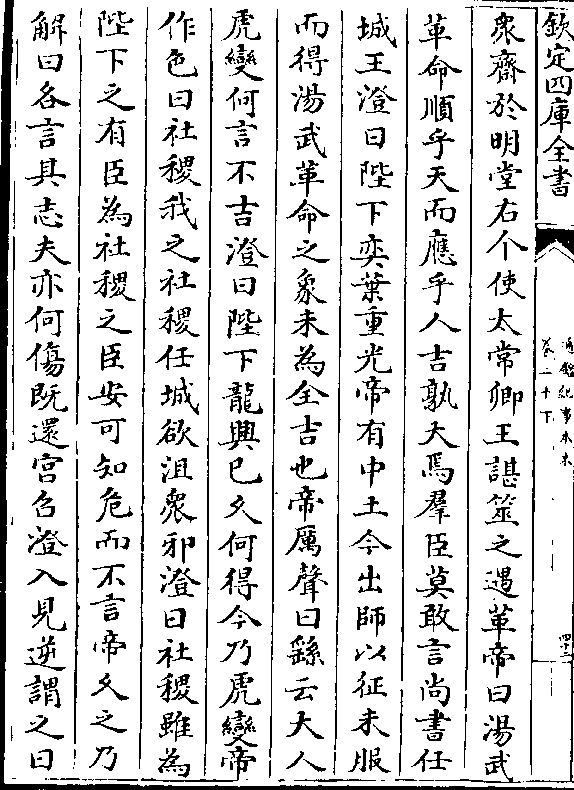 欽定四庫全書
通鑑紀事本末
卷二十下
四十二
衆齋於明堂右个使太常卿王諶筮之遇革帝曰湯武
革命順乎天而應乎人吉孰大焉羣臣莫敢言尚書任
城王澄曰陛下奕葉重光帝有中土今出師以征未服
而得湯武革命之象未為全吉也帝厲聲曰繇云大人
虎變何言不吉澄曰陛下龍興已久何得今乃虎變帝
作色曰社稷我之社稷任城欲沮衆邪澄曰社稷雖為
陛下之有臣為社稷之臣安可知危而不言帝久之乃
解曰各言其志夫亦何傷既還宮召澄入見逆謂之曰